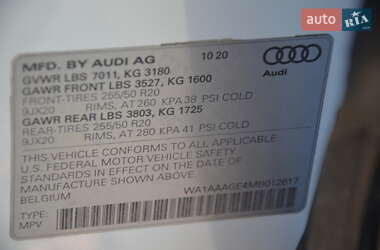 auto RIA
MFD. BY AUDI AG 10 20
GVWR LBS 7011, KG 3180
GAWR FRONT LBS 3527, KG 1600
FRONT-TIRES 255/50 R20
9JX20 RIMS, AT 260 KPA 38 PSI COLD
GAWR REAR LBS 3803, KG 1725
REAR-TIRES 255/50 R20
9JX20 RIMS, AT 280 KPA 41 PSI COLD
THIS VEHICLE CONFORMS TO ALL APPLICABLE
U.S. FEDERAL MOTOR VEHICLE SAFETY
STANDARDS IN EFFECT ON THE DATE OF
MANUFACTURE SHOWN ABOVE.
BELGIUM WA1AAAGE4MB012617
TYPE:
MPV